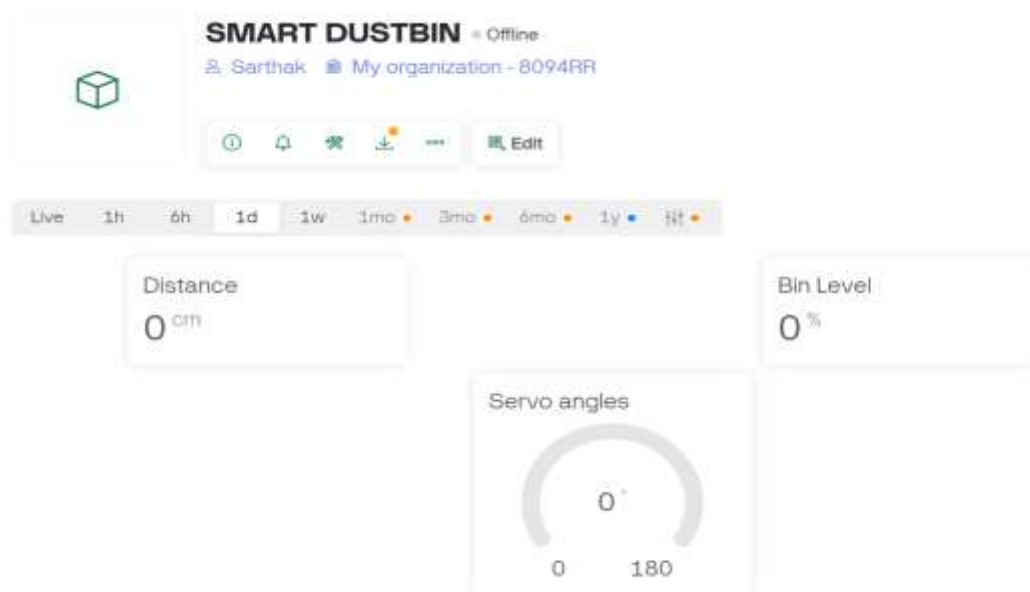 SMART DUSTBIN Offline
Sarthak My organization - 8094RR
Edit
Live 1h 6h 1d 1w 1mo 3mo 6mo 1y
Distance
0 cm
Bin Level
0 %
Servo angles
0 °
0 180